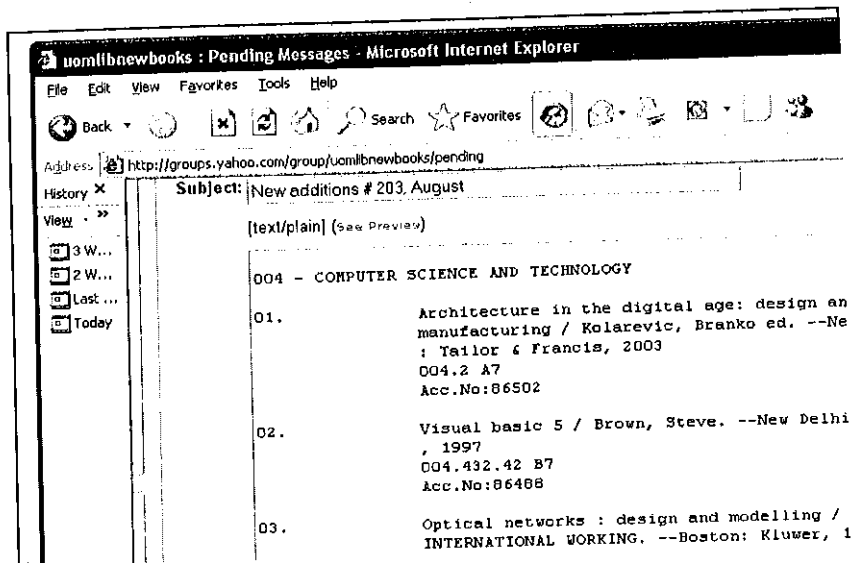 uomlibnewbooks : Pending Messages - Microsoft Internet Explorer
File Edit View Favorites Tools Help
Back Search Favorites
Address http://groups.yahoo.com/group/uomlibnewbooks/pending
History × Subject: New additions # 203, August
View »
[text/plain] (See Preview)
3 W...
2 W...
Last ...
Today
004 - COMPUTER SCIENCE AND TECHNOLOGY
01. Architecture in the digital age: design an
manufacturing / Kolarevic, Branko ed. --Ne
: Tailor & Francis, 2003
004.2 A7
Acc.No:86502
02. Visual basic 5 / Brown, Steve. --New Delhi
, 1997
004.432.42 B7
Acc.No:86488
03. Optical networks : design and modelling /
INTERNATIONAL WORKING. --Boston: Kluwer, 1